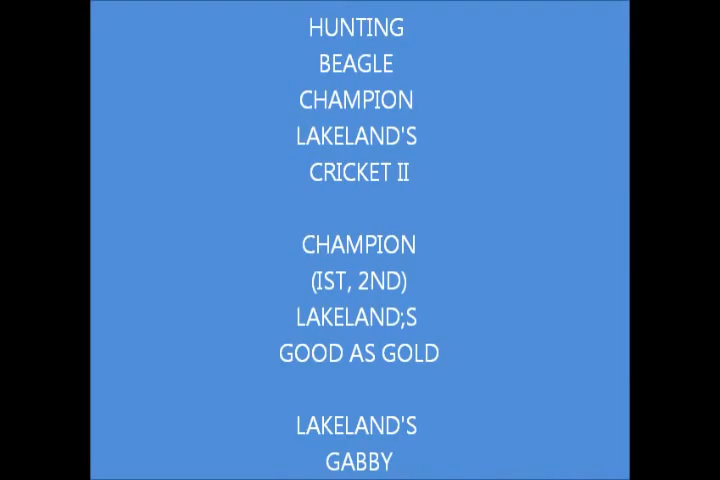 HUNTING
BEAGLE
CHAMPION
LAKELAND'S
CRICKET II
CHAMPION
(IST, 2ND)
LAKELAND;S
GOOD AS GOLD
LAKELAND'S
GABBY